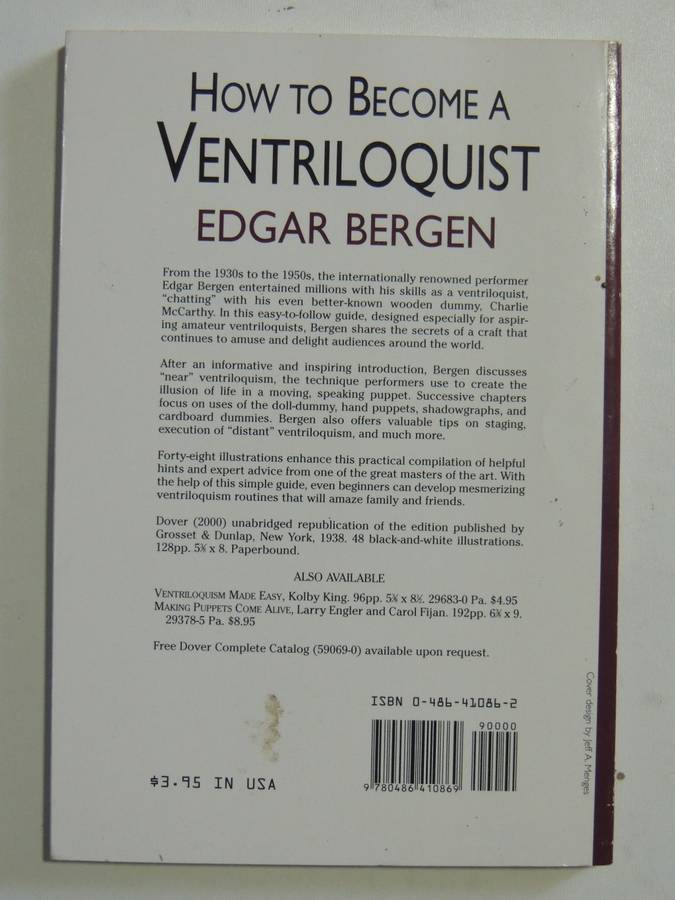 HOW TO BECOME A
VENTRILOQUIST
EDGAR BERGEN
From the 1930s to the 1950s, the internationally renowned performer
Edgar Bergen entertained millions with his skills as a ventriloquist,
“chatting” with his even better-known wooden dummy, Charlie
McCarthy. In this easy-to-follow guide, designed especially for aspir-
ing amateur ventriloquists, Bergen shares the secrets of a craft that
continues to amuse and delight audiences around the world.
After an informative and inspiring introduction, Bergen discusses
“near” ventriloquism, the technique performers use to create the
illusion of life in a moving, speaking puppet. Successive chapters
focus on uses of the doll-dummy, hand puppets, shadowgraphs, and
cardboard dummies. Bergen also offers valuable tips on staging,
execution of “distant” ventriloquism, and much more.
Forty-eight illustrations enhance this practical compilation of helpful
hints and expert advice from one of the great masters of the art. With
the help of this simple guide, even beginners can develop mesmerizing
ventriloquism routines that will amaze family and friends.
Dover (2000) unabridged republication of the edition published by
Grosset & Dunlap, New York, 1938. 48 black-and-white illustrations.
128pp. x 8. Paperbound.
ALSO AVAILABLE
VENTRILOQUISM MADE EASY, Kolby King. 96pp. x 8½. 29683-0 Pa. $4.95
MAKING PUPPETS COME ALIVE, Larry Engler and Carol Fijan. 192pp. x 9.
29378-5 Pa. $8.95
Free Dover Complete Catalog (59069-0) available upon request.
ISBN 0-486-41086-2
90000
9 780486 410869
$3.95 IN USA
Cover design by Jeff A. Menges